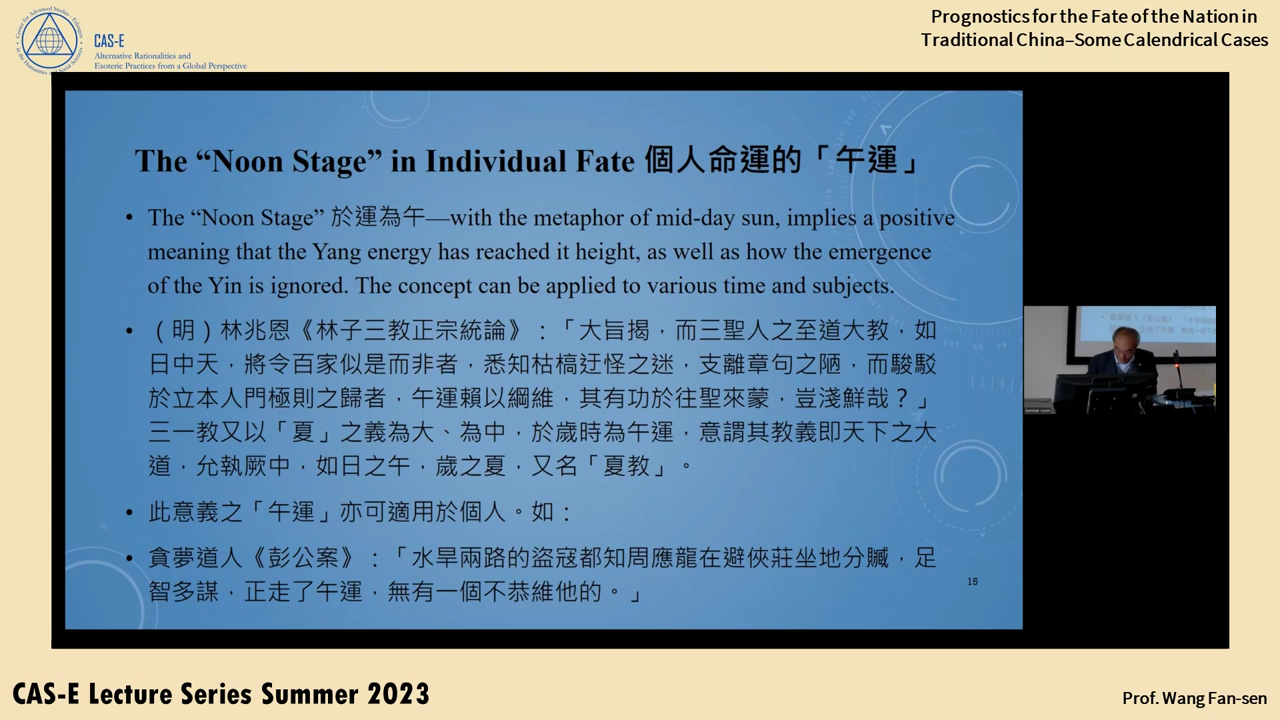 CAS-E
Alternative Rationalities and
Esoteric Practices from a Global Perspective
Prognostics for the Fate of the Nation in
Traditional China–Some Calendrical Cases
The “Noon Stage” in Individual Fate 個人命運的「午運」
• The “Noon Stage” 於運為午—with the metaphor of mid-day sun, implies a positive
meaning that the Yang energy has reached it height, as well as how the emergence
of the Yin is ignored. The concept can be applied to various time and subjects.
• （明）林兆恩《林子三教正宗統論》：「大旨揭，而三聖人之至道大教，如
日中天，將令百家似是而非者，悉知枯槁迂怪之迷，支離章句之陋，而駿駁
於立本人門極則之歸者，午運賴以綱維，其有功於往聖來蒙，豈淺鮮哉？」
三一教又以「夏」之義為大、為中，於歲時為午運，意謂其教義即天下之大
道，允執厥中，如日之午，歲之夏，又名「夏教」。
• 此意義之「午運」亦可適用於個人。如：
• 貪夢道人《彭公案》：「水旱兩路的盜寇都知周應龍在避俠莊坐地分贓，足
智多謀，正走了午運，無有一個不恭維他的。」
15
CAS-E Lecture Series Summer 2023
Prof. Wang Fan-sen